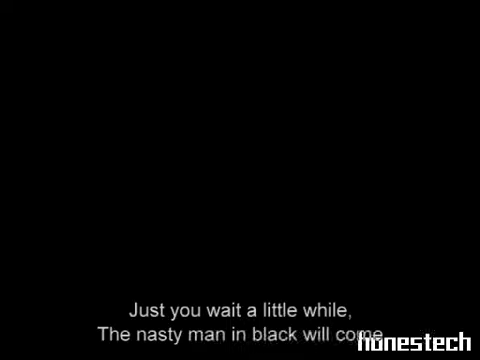 Just you wait a little while,
The nasty man in black will come
honestech